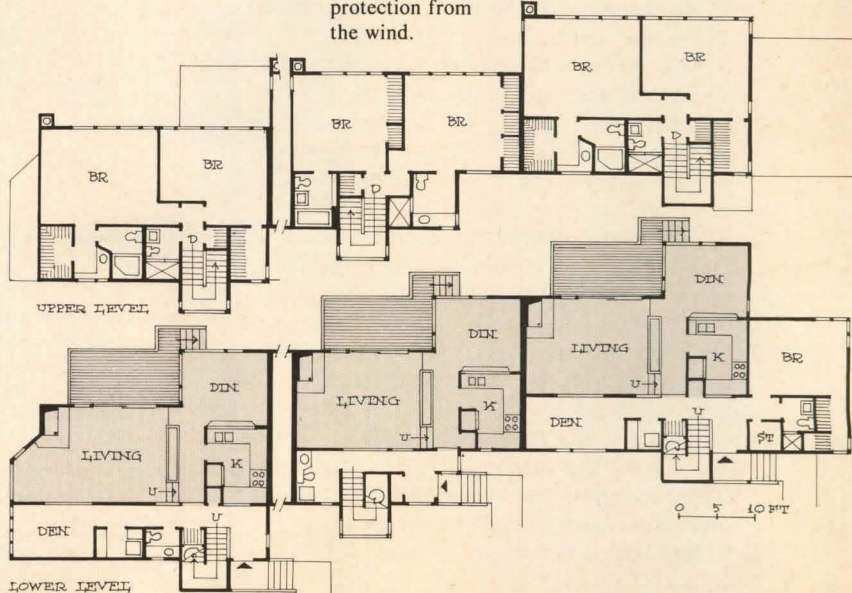 protection from
the wind.
BR
BR
D
BR
BR
D
BR
BR
D
UPPER LEVEL
DIN
LIVING
K
U
DEN
U
BR
ST
DIN
LIVING
K
U
DIN
LIVING
K
U
DEN
U
0 5 10 FT
LOWER LEVEL